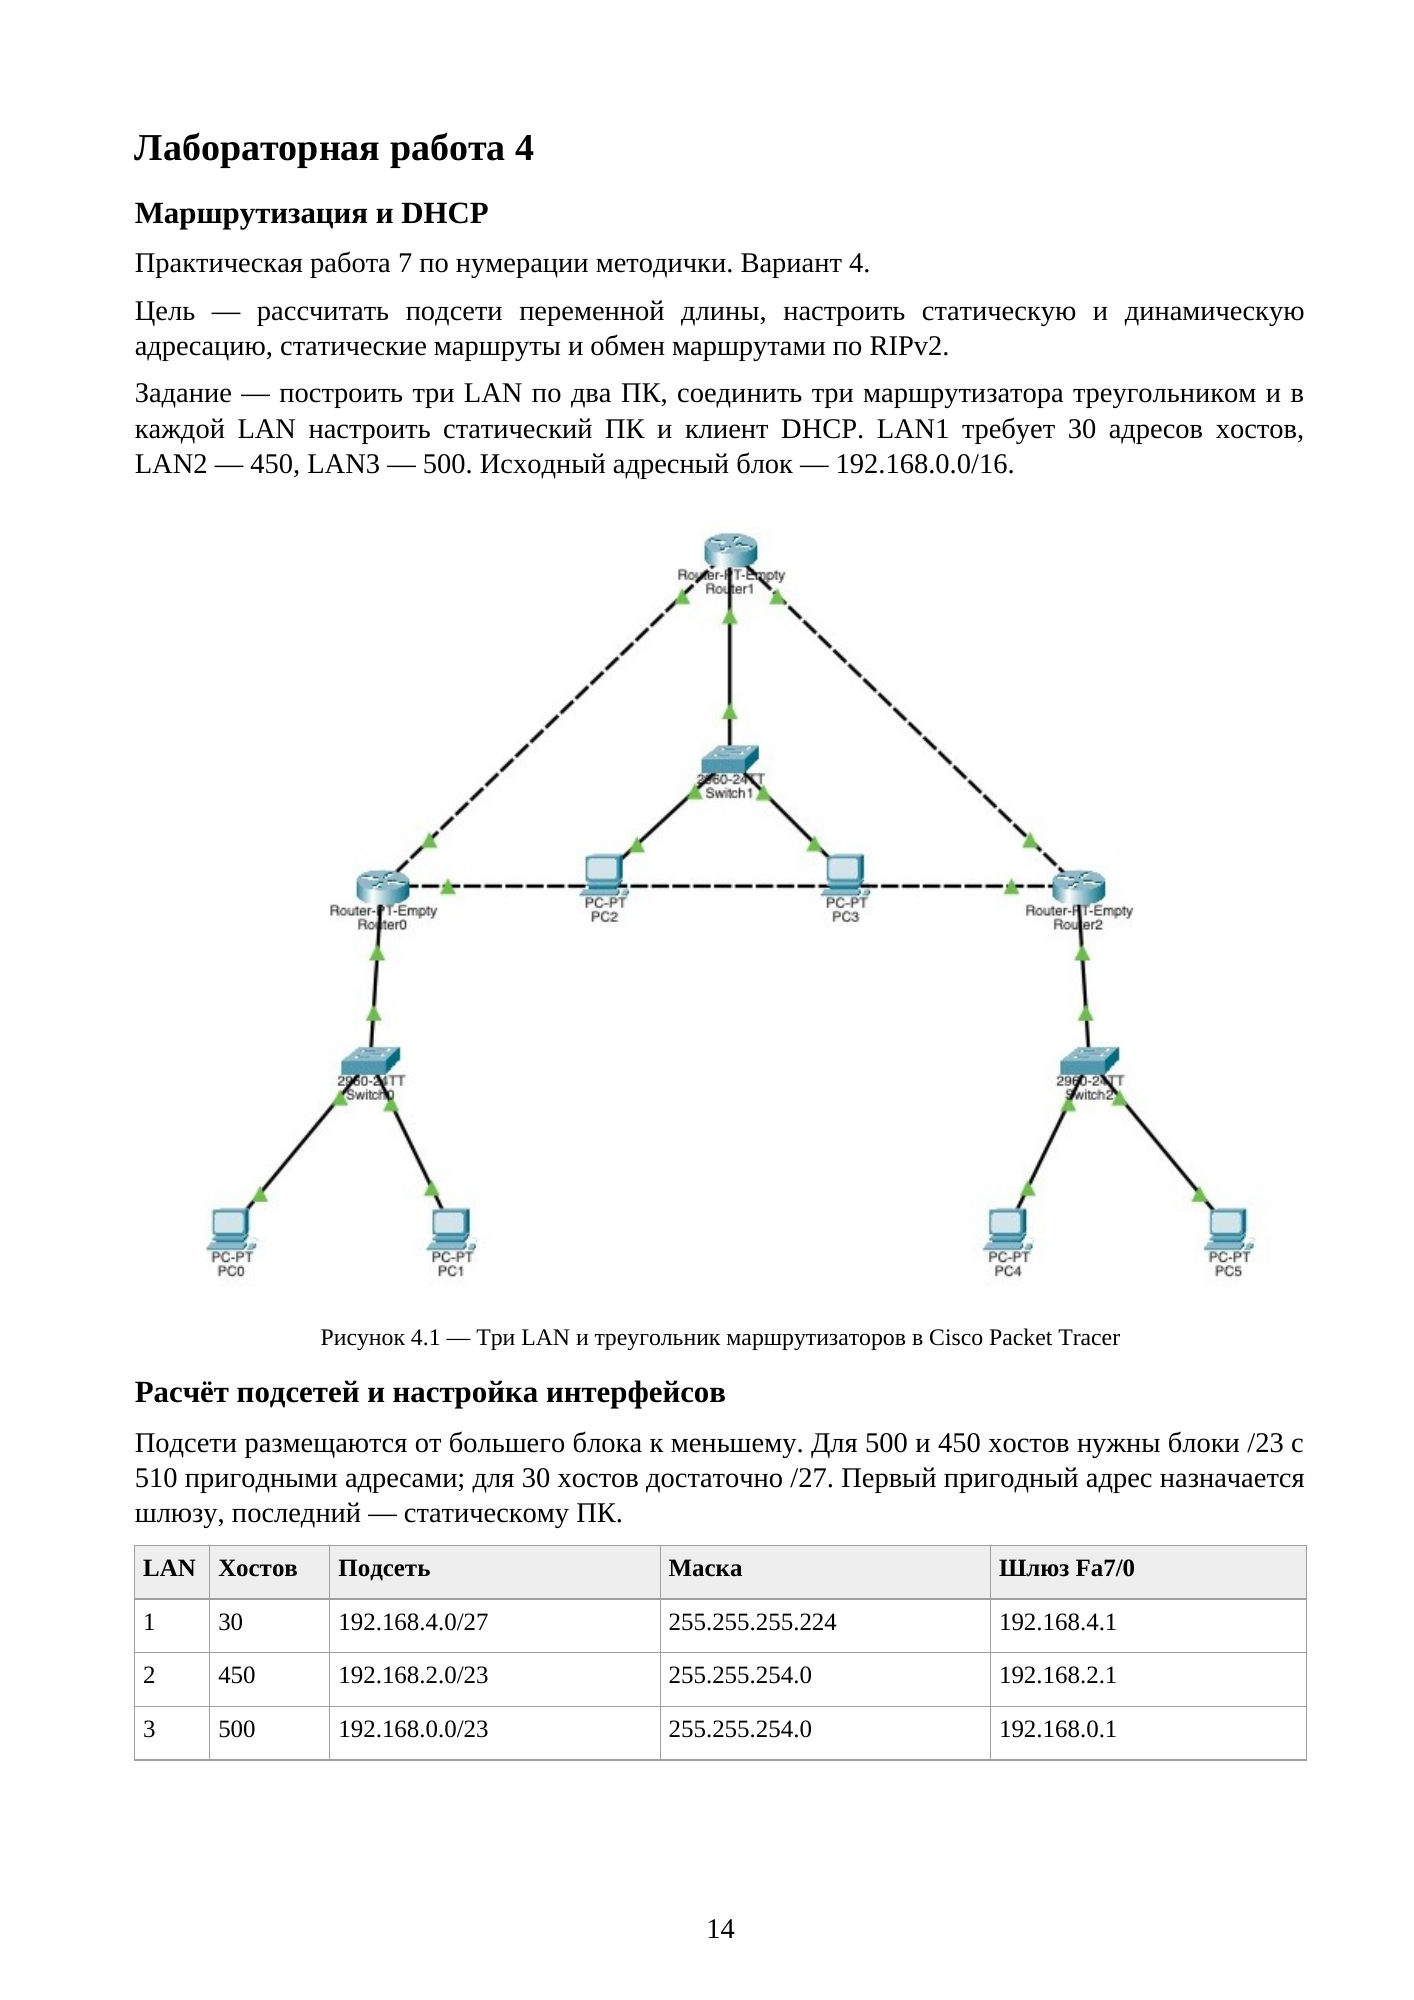 Лабораторная работа 4
Маршрутизация и DHCP
Практическая работа 7 по нумерации методички. Вариант 4.
Цель — рассчитать подсети переменной длины, настроить статическую и динамическую
адресацию, статические маршруты и обмен маршрутами по RIPv2.
Задание — построить три LAN по два ПК, соединить три маршрутизатора треугольником и в
каждой LAN настроить статический ПК и клиент DHCP. LAN1 требует 30 адресов хостов,
LAN2 — 450, LAN3 — 500. Исходный адресный блок — 192.168.0.0/16.
Router-PT-Empty
Router1
2960-24TT
Switch1
Router-PT-Empty
Router0
PC-PT
PC2
PC-PT
PC3
Router-PT-Empty
Router2
2960-24TT
Switch0
2960-24TT
Switch2
PC-PT
PC0
PC-PT
PC1
PC-PT
PC4
PC-PT
PC5
Рисунок 4.1 — Три LAN и треугольник маршрутизаторов в Cisco Packet Tracer
Расчёт подсетей и настройка интерфейсов
Подсети размещаются от большего блока к меньшему. Для 500 и 450 хостов нужны блоки /23 с
510 пригодными адресами; для 30 хостов достаточно /27. Первый пригодный адрес назначается
шлюзу, последний — статическому ПК.
LAN Хостов Подсеть Маска Шлюз Fa7/0
1 30 192.168.4.0/27 255.255.255.224 192.168.4.1
2 450 192.168.2.0/23 255.255.254.0 192.168.2.1
3 500 192.168.0.0/23 255.255.254.0 192.168.0.1
14